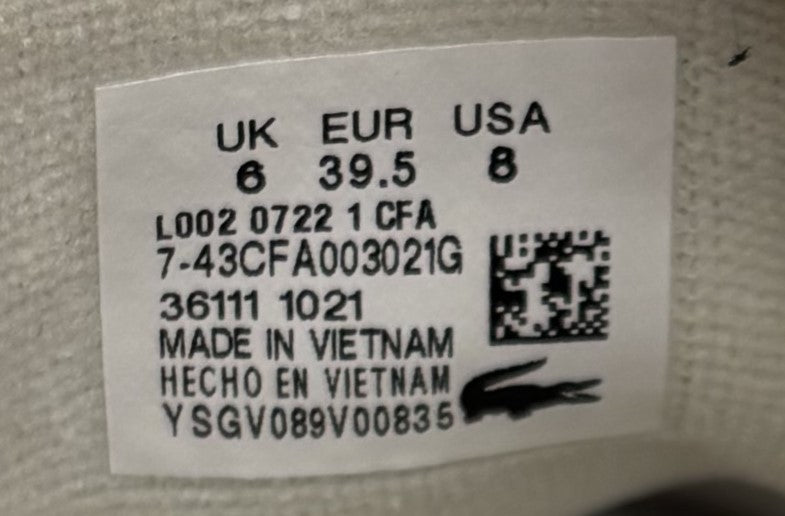 UK EUR USA
6 39.5 8
L002 0722 1 CFA
7-43CFA003021G
36111 1021
MADE IN VIETNAM
HECHO EN VIETNAM
YSGV089V00835